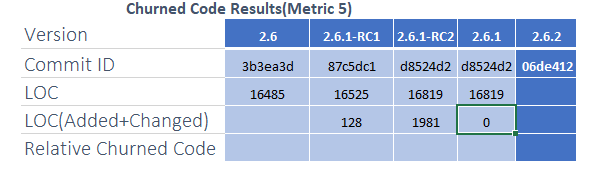 Churned Code Results(Metric 5)
Version 2.6 2.6.1-RC1 2.6.1-RC2 2.6.1 2.6.2
Commit ID 3b3ea3d 87c5dc1 d8524d2 d8524d2 06de412
LOC 16485 16525 16819 16819
LOC(Added+Changed) 128 1981 0
Relative Churned Code